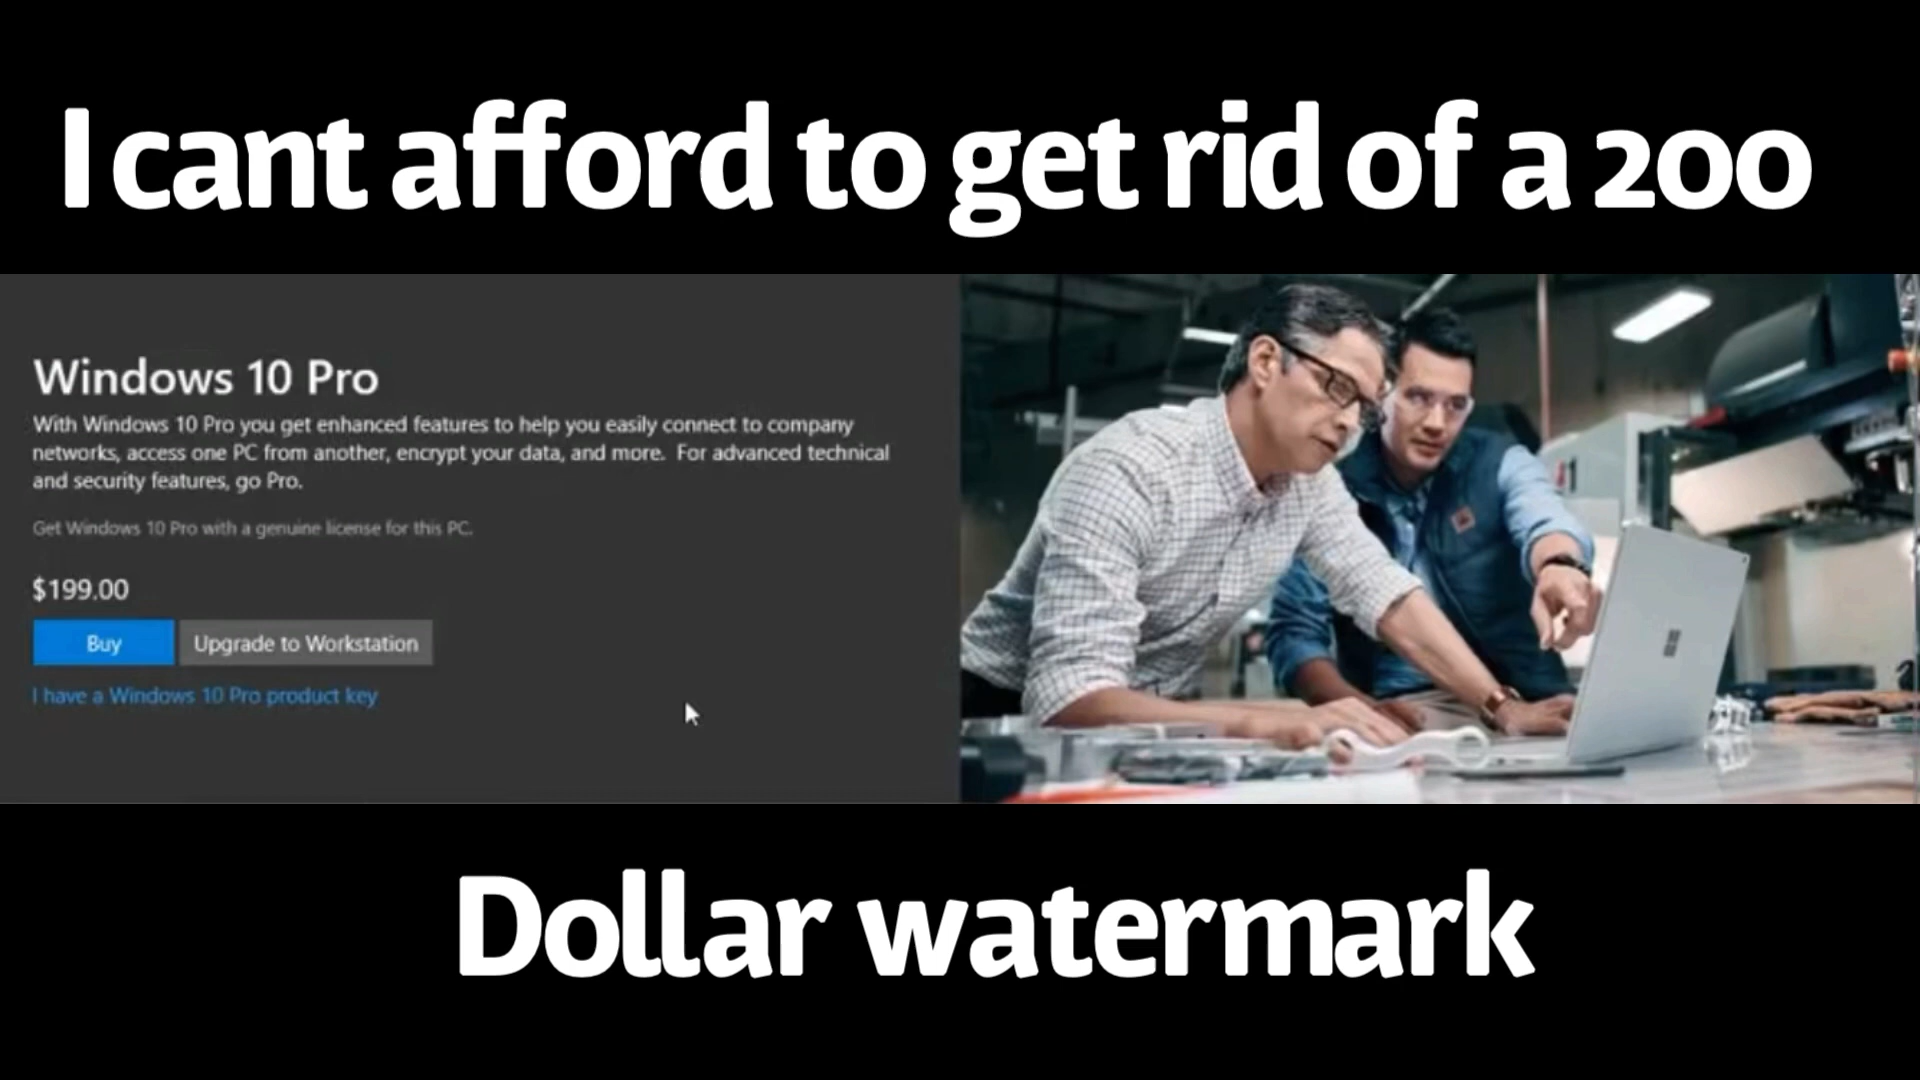 I cant afford to get rid of a 200
Windows 10 Pro
With Windows 10 Pro you get enhanced features to help you easily connect to company
networks, access one PC from another, encrypt your data, and more.  For advanced technical
and security features, go Pro.
Get Windows 10 Pro with a genuine license for this PC.
$199.00
Buy
Upgrade to Workstation
I have a Windows 10 Pro product key
Dollar watermark